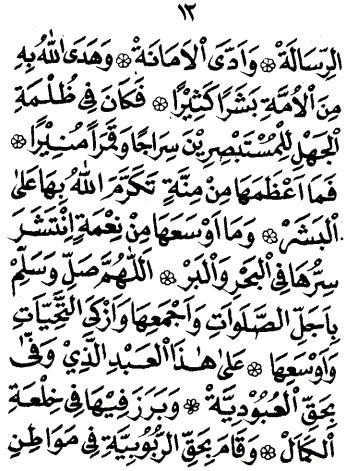 ١٣
الرِّسَالَةْ ۞ وَاَدَّى الْاَمَانَةْ ۞ وَهَدَى اللّٰهُ بِهِ
مِنَ الْاُمَّةِ بَشَرًا كَثِيْرًا ۞ فَكَانَ فِيْ ظُلْمَةِ
الْجَهْلِ لِلْمُسْتَبْصِرِيْنَ سِرَاجًا وَقَمَرًا مُنِيْرًا ۞
فَمَا اَعْظَمَهَا مِنْ مِنَّةٍ تَكَرَّمَ اللّٰهُ بِهَا عَلَى
الْبَشَرْ ۞ وَمَا اَوْسَعَهَا مِنْ نِعْمَةٍ اِنْتَشَرَ
سِرُّهَا فِي الْبَحْرِ وَالْبَرّْ ۞ اَللّٰهُمَّ صَلِّ وَسَلِّمْ
بِاَجَلِّ الصَّلَوَاتِ وَاَجْمَعِهَا وَاَزْكَى التَّحِيَّاتِ
وَاَوْسَعِهَا ۞ عَلَى هٰذَا الْعَبْدِ الَّذِيْ وَفَّى
بِحَقِّ الْعُبُوْدِيَّةْ ۞ وَبَرَزَ فِيْهَا فِيْ خِلْعَةِ
الْكَمَالْ ۞ وَقَامَ بِحَقِّ الرُّبُوْبِيَّةِ فِيْ مَوَاطِنِ